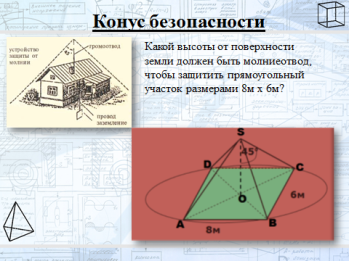 Конус безопасности
устройство
защиты от
молнии
громоотвод
провод
заземление
Какой высоты от поверхности
земли должен быть молниеотвод,
чтобы защитить прямоугольный
участок размерами 8м х 6м?
S
45°
D
C
O
6м
A
8м
B